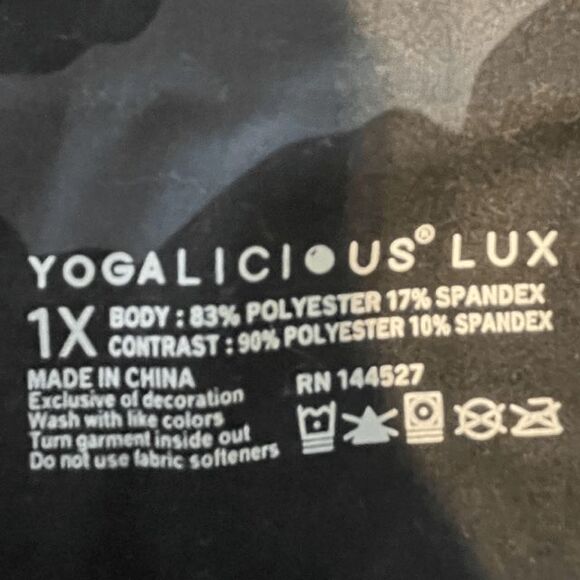 YOGALICIOUS® LUX
1X
BODY : 83% POLYESTER 17% SPANDEX
CONTRAST : 90% POLYESTER 10% SPANDEX
MADE IN CHINA
Exclusive of decoration
Wash with like colors
Turn garment inside out
Do not use fabric softeners
RN 144527